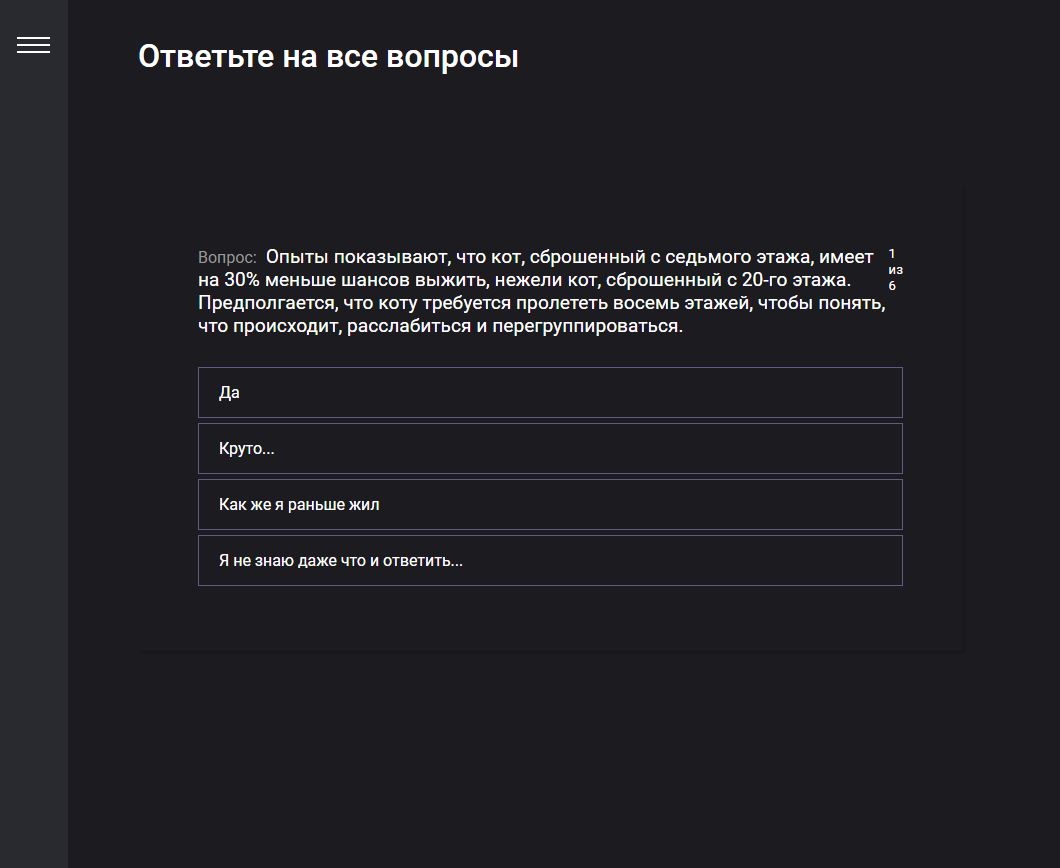 Ответьте на все вопросы
Вопрос: Опыты показывают, что кот, сброшенный с седьмого этажа, имеет
на 30% меньше шансов выжить, нежели кот, сброшенный с 20-го этажа.
Предполгается, что коту требуется пролететь восемь этажей, чтобы понять,
что происходит, расслабиться и перегруппироваться.
1
из
6
Да
Круто...
Как же я раньше жил
Я не знаю даже что и ответить...